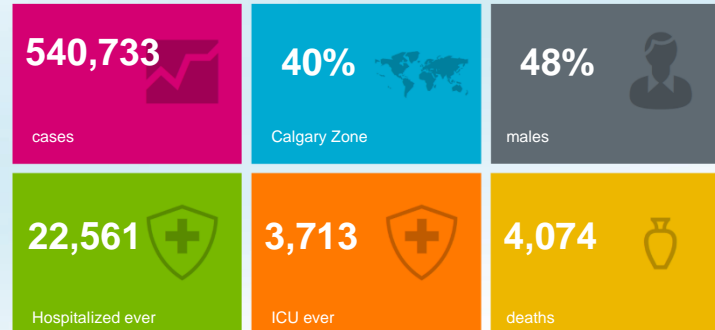 540,733
cases
40%
Calgary Zone
48%
males
22,561
Hospitalized ever
3,713
ICU ever
4,074
deaths